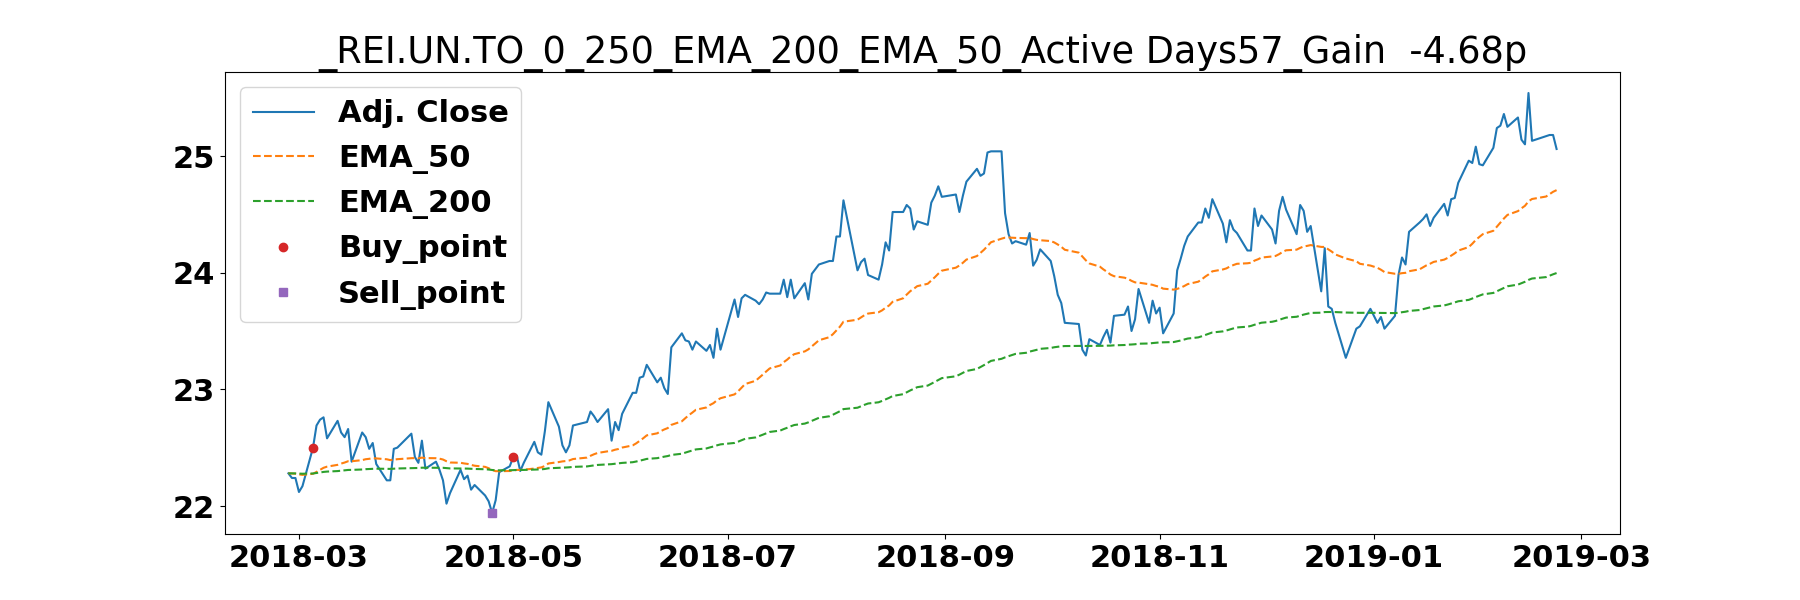 _REI.UN.TO_0_250_EMA_200_EMA_50_Active Days57_Gain  -4.68p
Adj. Close
EMA_50
EMA_200
Buy_point
Sell_point
25
24
23
22
2018-03 2018-05 2018-07 2018-09 2018-11 2019-01 2019-03